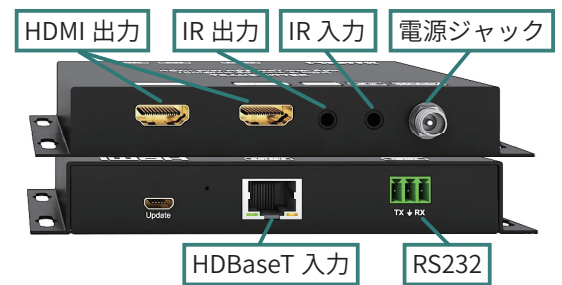 HDMI 出力
IR 出力
IR 入力
電源ジャック
Update
TX RX
HDBaseT 入力
RS232